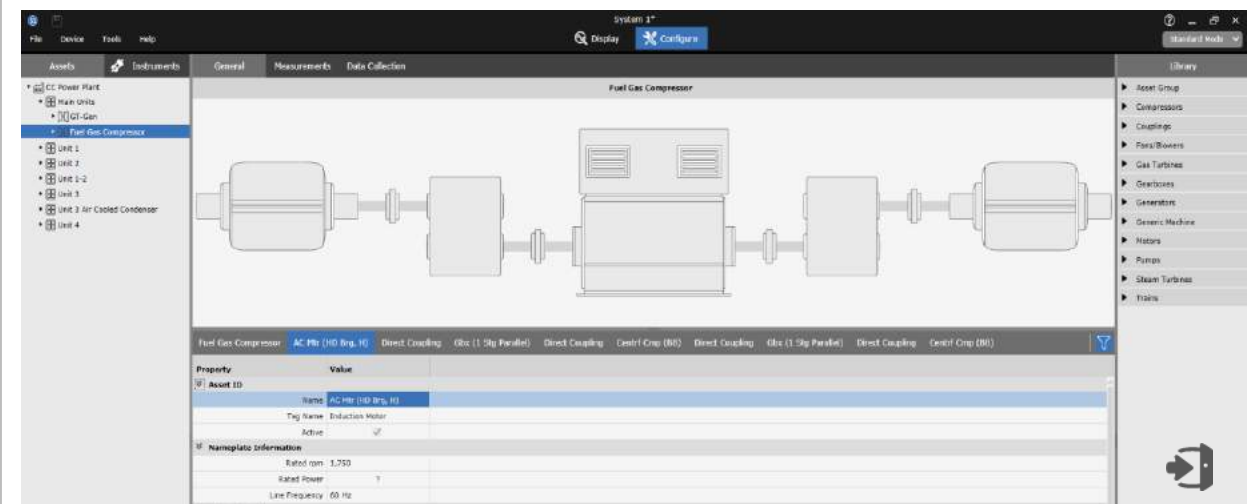 System 1*
File Device Tools Help
Display Configure
Standard Mode
Assets Instruments General Measurements Data Collection Library
CC Power Plant
Main Units
GT-Gen
Fuel Gas Compressor
Unit 1
Unit 2
Unit 1-2
Unit 3
Unit 3 Air Cooled Condenser
Unit 4
Fuel Gas Compressor
Asset Group
Compressors
Couplings
Fans/Blowers
Gas Turbines
Gearboxes
Generators
Generic Machine
Motors
Pumps
Steam Turbines
Trains
Fuel Gas Compressor AC Mtr (HD Brg, H) Direct Coupling Gbx (1 Stg Parallel) Direct Coupling Centrf Cmp (BB) Direct Coupling Gbx (1 Stg Parallel) Direct Coupling Centrf Cmp (BB)
Property Value
Asset ID
Name AC Mtr (HD Brg, H)
Tag Name Induction Motor
Active
Nameplate Information
Rated rpm 1,750
Rated Power ?
Line Frequency 60 Hz